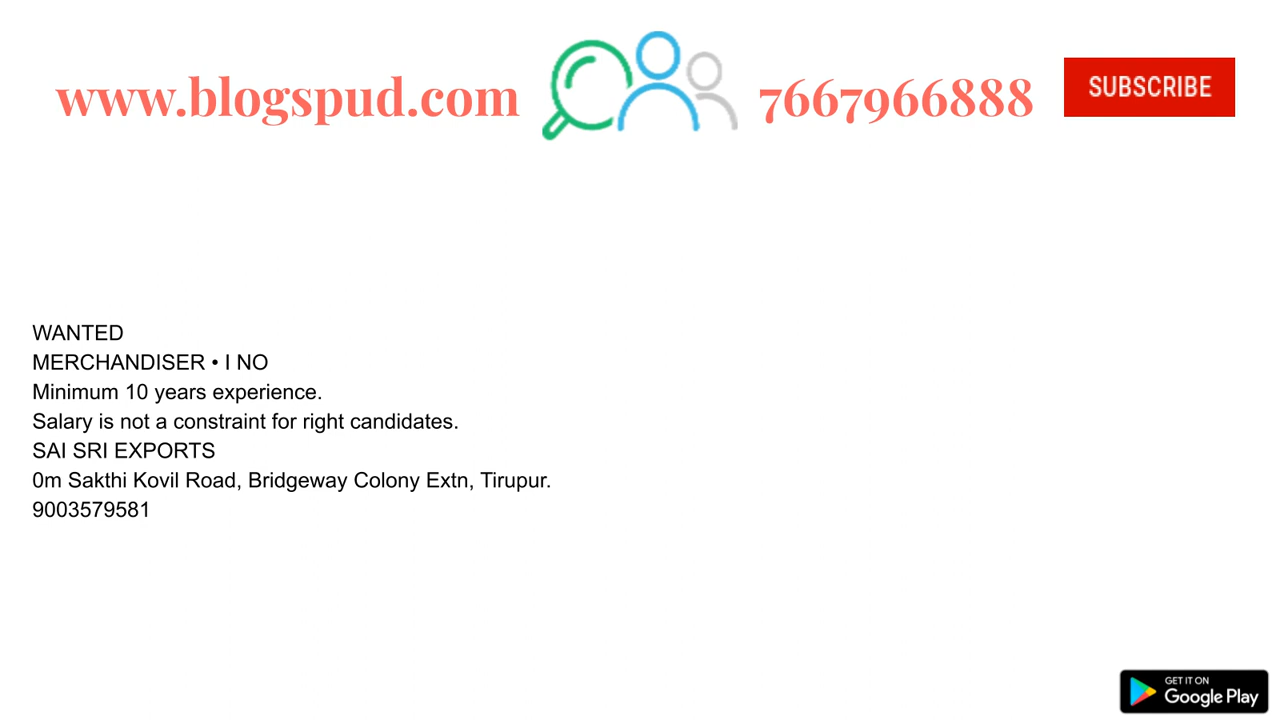 www.blogspud.com
7667966888
SUBSCRIBE
WANTED
MERCHANDISER • I NO
Minimum 10 years experience.
Salary is not a constraint for right candidates.
SAI SRI EXPORTS
0m Sakthi Kovil Road, Bridgeway Colony Extn, Tirupur.
9003579581
GET IT ON
Google Play